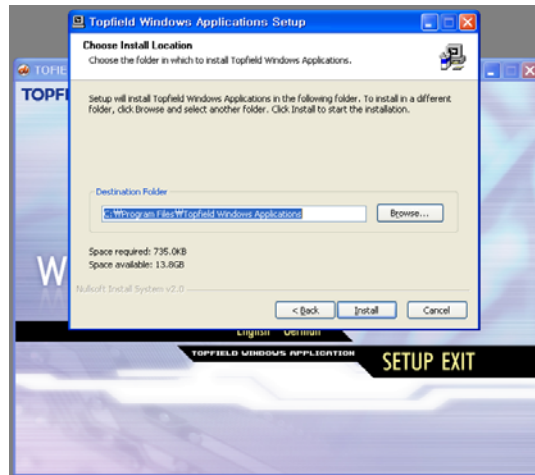 Topfield Windows Applications Setup
Choose Install Location
Choose the folder in which to install Topfield Windows Applications.
TOPFI
Setup will install Topfield Windows Applications in the following folder. To install in a different
folder, click Browse and select another folder. Click Install to start the installation.
Destination Folder
C:₩Program Files₩Topfield Windows Applications
Browse...
Space required: 735.0KB
Space available: 13.8GB
W
Nullsoft Install System v2.0
< Back
Install
Cancel
English German
TOPFIELD WINDOWS APPLICATION
SETUP EXIT